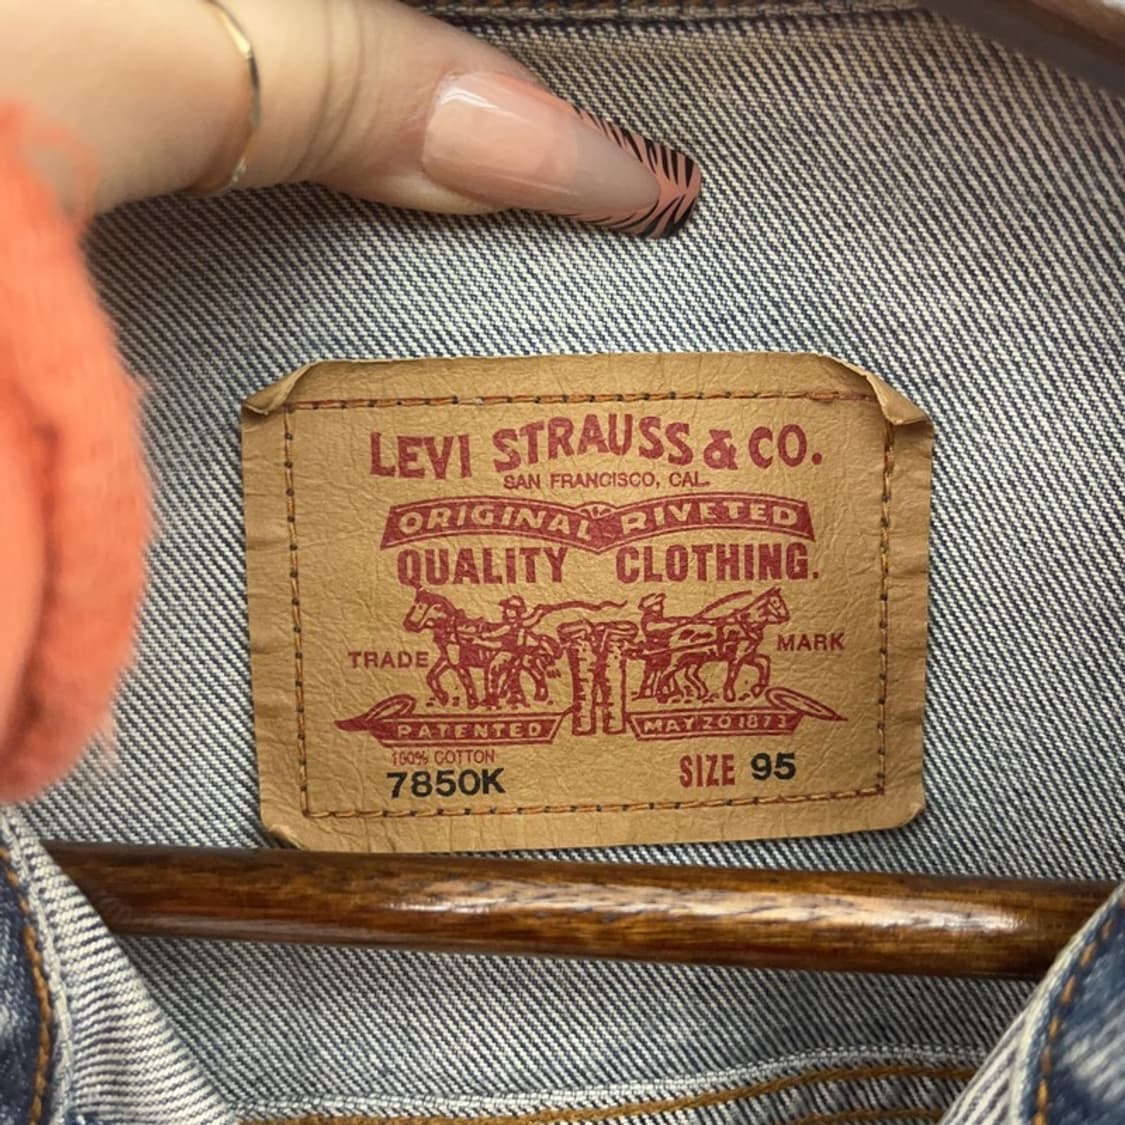 LEVI STRAUSS & CO.
SAN FRANCISCO, CAL.
ORIGINAL RIVETED
QUALITY CLOTHING.
TRADE MARK
PATENTED MAY 20 1873
100% COTTON
7850K SIZE 95